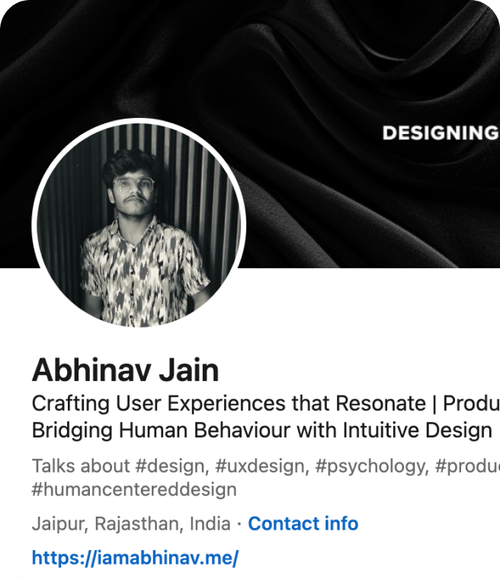 DESIGNING
Abhinav Jain
Crafting User Experiences that Resonate | Produ
Bridging Human Behaviour with Intuitive Design
Talks about #design, #uxdesign, #psychology, #produc
#humancentereddesign
Jaipur, Rajasthan, India · Contact info
https://iamabhinav.me/